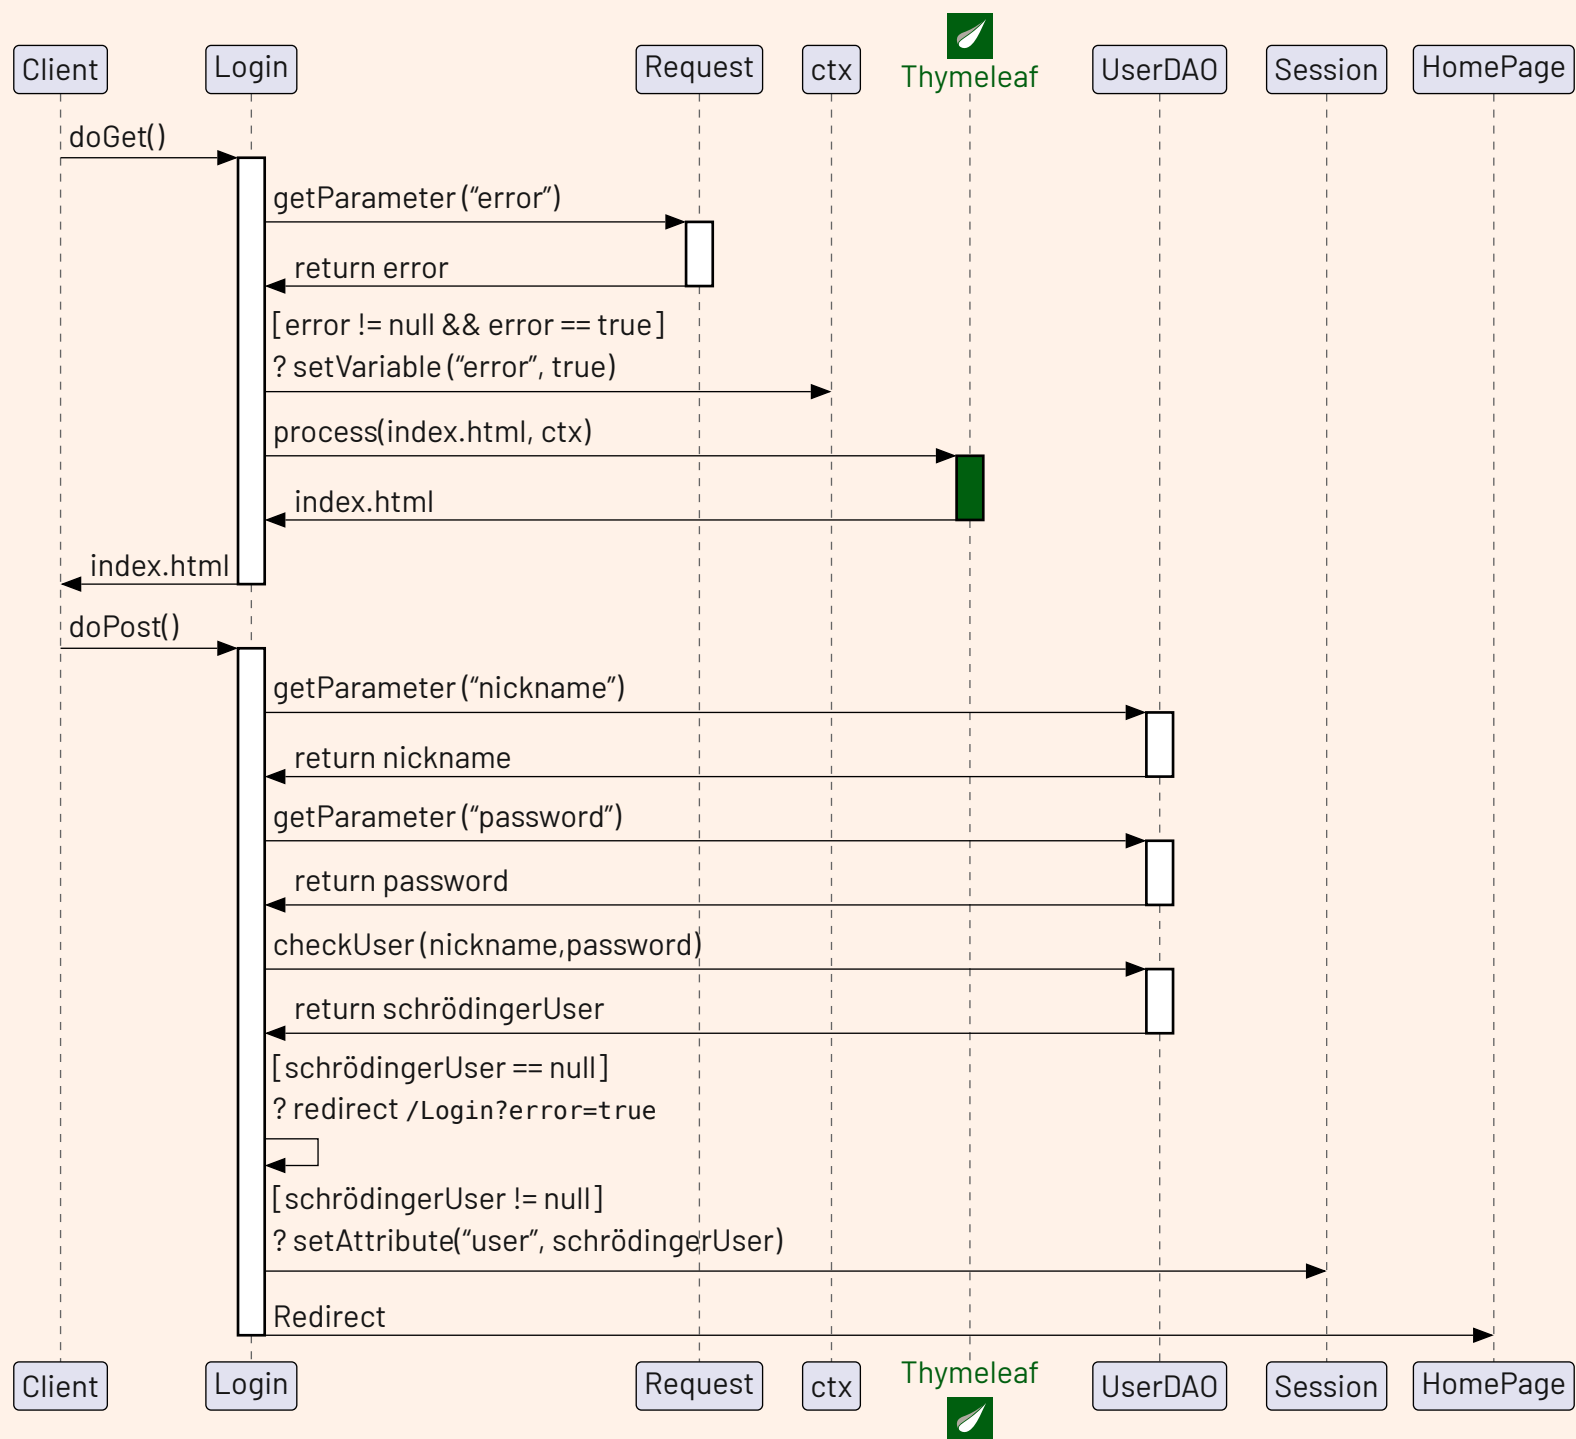 Client
Login
Request
ctx
Thymeleaf
UserDAO
Session
HomePage
doGet()
getParameter(“error”)
return error
[error != null && error == true]
? setVariable(“error”, true)
process(index.html, ctx)
index.html
index.html
doPost()
getParameter(“nickname”)
return nickname
getParameter(“password”)
return password
checkUser(nickname,password)
return schrödingerUser
[schrödingerUser == null]
? redirect /Login?error=true
[schrödingerUser != null]
? setAttribute(“user”, schrödingerUser)
Redirect
Client
Login
Request
ctx
Thymeleaf
UserDAO
Session
HomePage